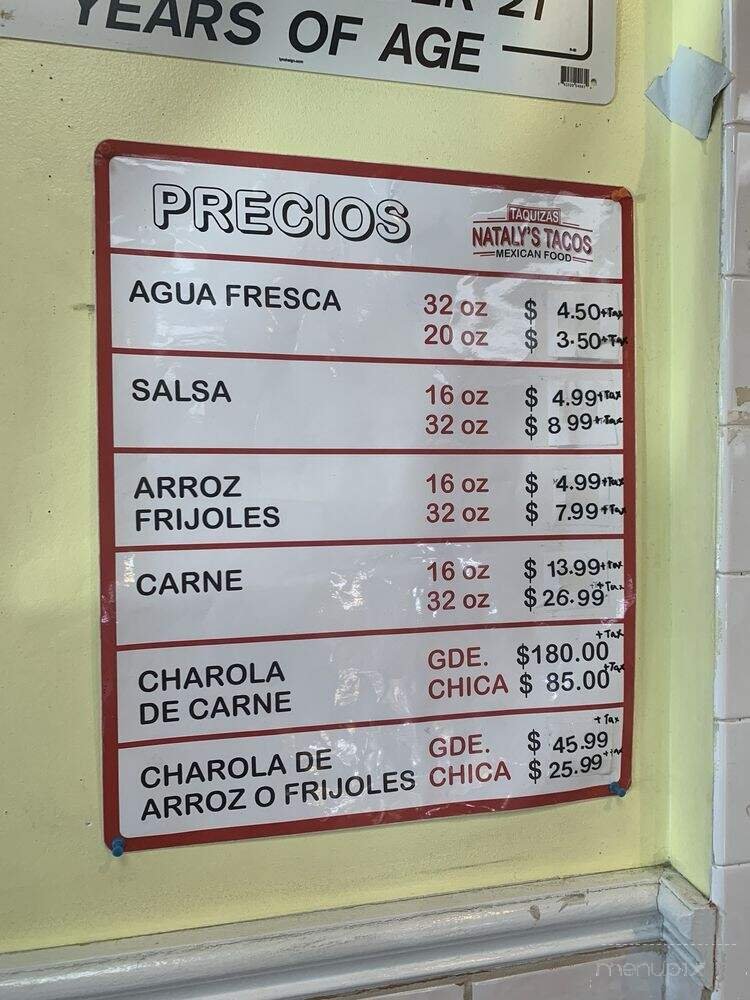 YEARS OF AGE
PRECIOS
TAQUIZAS
NATALY'S TACOS
MEXICAN FOOD
AGUA FRESCA 32 oz $ 4.50+Tax
20 oz $ 3.50+Tax
SALSA 16 oz $ 4.99+Tax
32 oz $ 8 99+Tax
ARROZ 16 oz $ 4.99+Tax
FRIJOLES 32 oz $ 7.99+Tax
CARNE 16 oz $ 13.99+tax
32 oz $ 26.99+Tax
CHAROLA GDE. $180.00+Tax
DE CARNE CHICA $ 85.00+Tax
CHAROLA DE GDE. $ 45.99+Tax
ARROZ O FRIJOLES CHICA $ 25.99
menupix